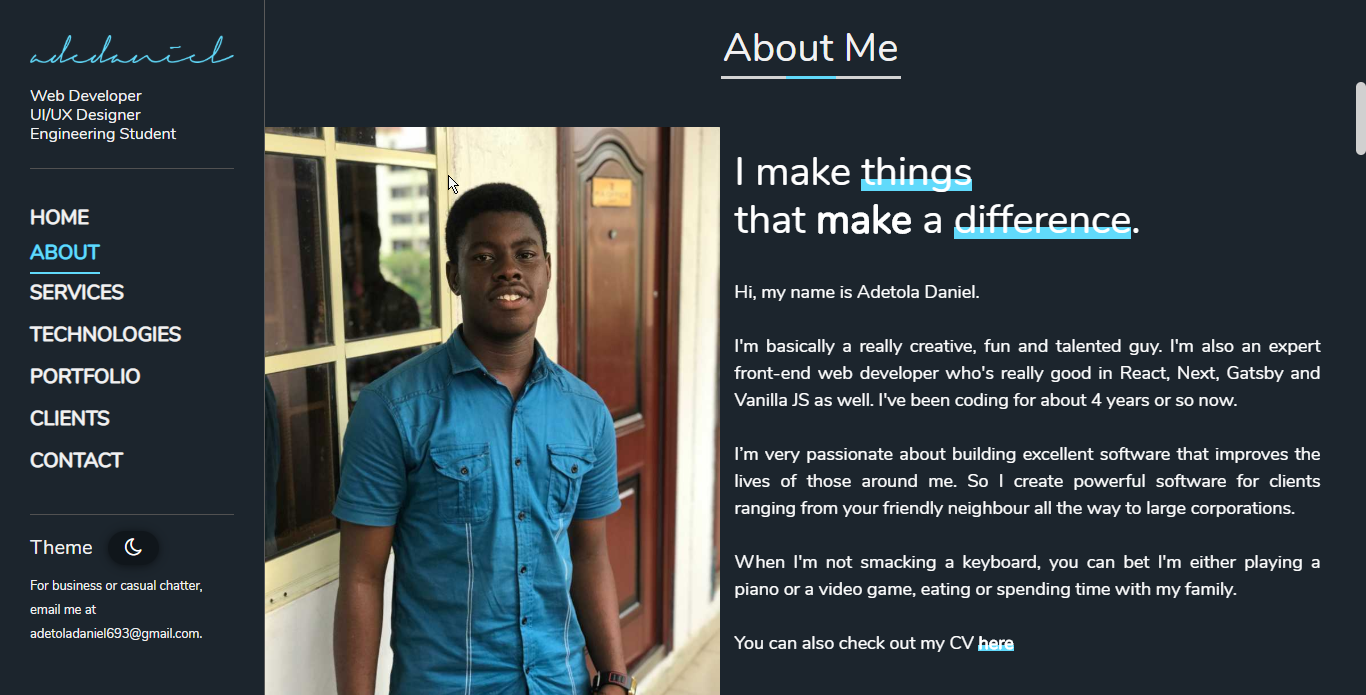 adedaniel
Web Developer
UI/UX Designer
Engineering Student
HOME
ABOUT
SERVICES
TECHNOLOGIES
PORTFOLIO
CLIENTS
CONTACT
Theme
For business or casual chatter,
email me at
adetoladaniel693@gmail.com.
About Me
I make things
that make a difference.
Hi, my name is Adetola Daniel.
I'm basically a really creative, fun and talented guy. I'm also an expert
front-end web developer who's really good in React, Next, Gatsby and
Vanilla JS as well. I've been coding for about 4 years or so now.
I'm very passionate about building excellent software that improves the
lives of those around me. So I create powerful software for clients
ranging from your friendly neighbour all the way to large corporations.
When I'm not smacking a keyboard, you can bet I'm either playing a
piano or a video game, eating or spending time with my family.
You can also check out my CV here